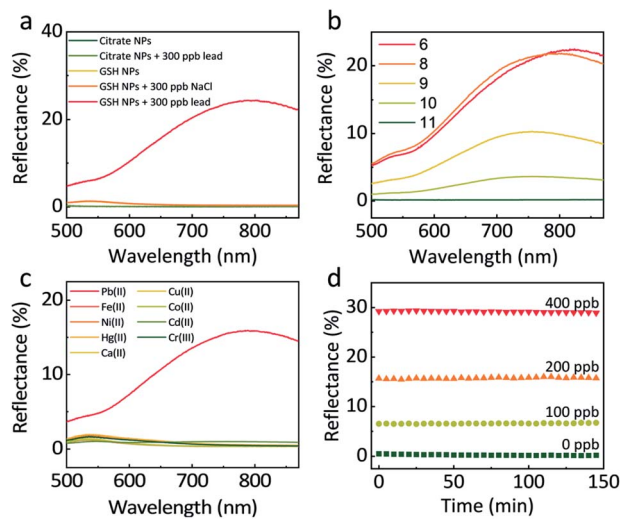 a
Reflectance (%)
40
20
0
Citrate NPs
Citrate NPs + 300 ppb lead
GSH NPs
GSH NPs + 300 ppb NaCl
GSH NPs + 300 ppb lead
500 600 700 800
Wavelength (nm)
b
Reflectance (%)
20
10
0
6
8
9
10
11
500 600 700 800
Wavelength (nm)
c
Reflectance (%)
20
10
0
Pb(II) Cu(II)
Fe(II) Co(II)
Ni(II) Cd(II)
Hg(II) Cr(III)
Ca(II)
500 600 700 800
Wavelength (nm)
d
Reflectance (%)
30
20
10
0
400 ppb
200 ppb
100 ppb
0 ppb
0 50 100 150
Time (min)